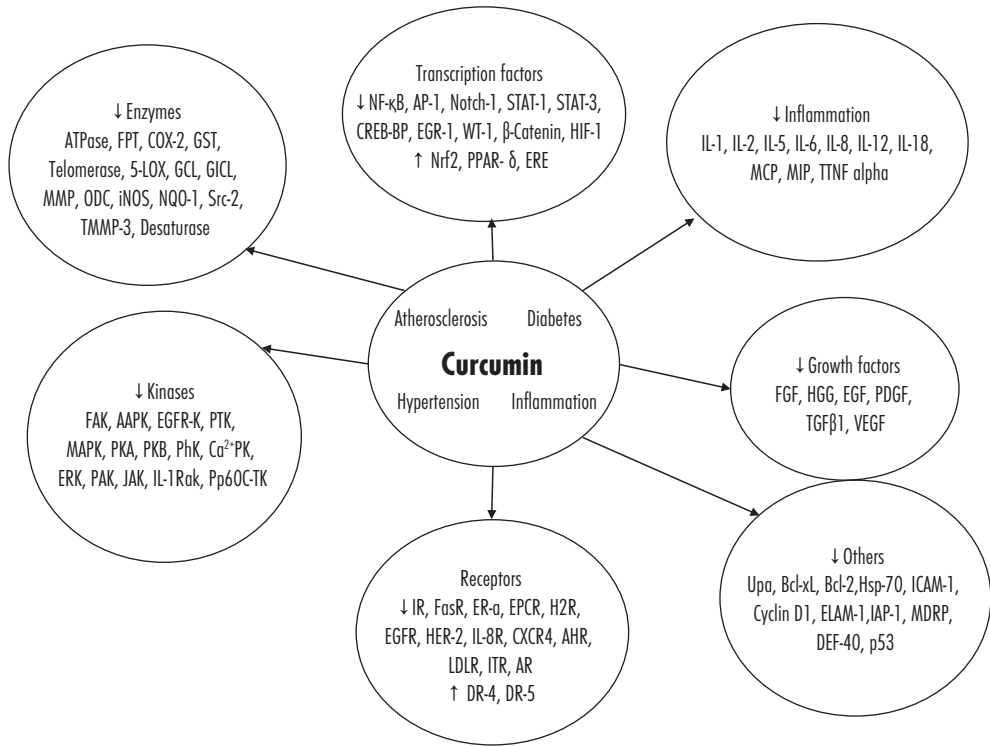 Transcription factors
↓ NF-κB, AP-1, Notch-1, STAT-1, STAT-3,
CREB-BP, EGR-1, WT-1, β-Catenin, HIF-1
↑ Nrf2, PPAR- δ, ERE
↓ Enzymes
ATPase, FPT, COX-2, GST,
Telomerase, 5-LOX, GCL, GICL,
MMP, ODC, iNOS, NQO-1, Src-2,
TMMP-3, Desaturase
↓ Inflammation
IL-1, IL-2, IL-5, IL-6, IL-8, IL-12, IL-18,
MCP, MIP, TTNF alpha
Atherosclerosis Diabetes
Curcumin
Hypertension Inflammation
↓ Kinases
FAK, AAPK, EGFR-K, PTK,
MAPK, PKA, PKB, PhK, Ca²⁺PK,
ERK, PAK, JAK, IL-1Rak, Pp60C-TK
↓ Growth factors
FGF, HGG, EGF, PDGF,
TGFβ1, VEGF
Receptors
↓ IR, FasR, ER-a, EPCR, H2R,
EGFR, HER-2, IL-8R, CXCR4, AHR,
LDLR, ITR, AR
↑ DR-4, DR-5
↓ Others
Upa, Bcl-xL, Bcl-2,Hsp-70, ICAM-1,
Cyclin D1, ELAM-1,IAP-1, MDRP,
DEF-40, p53